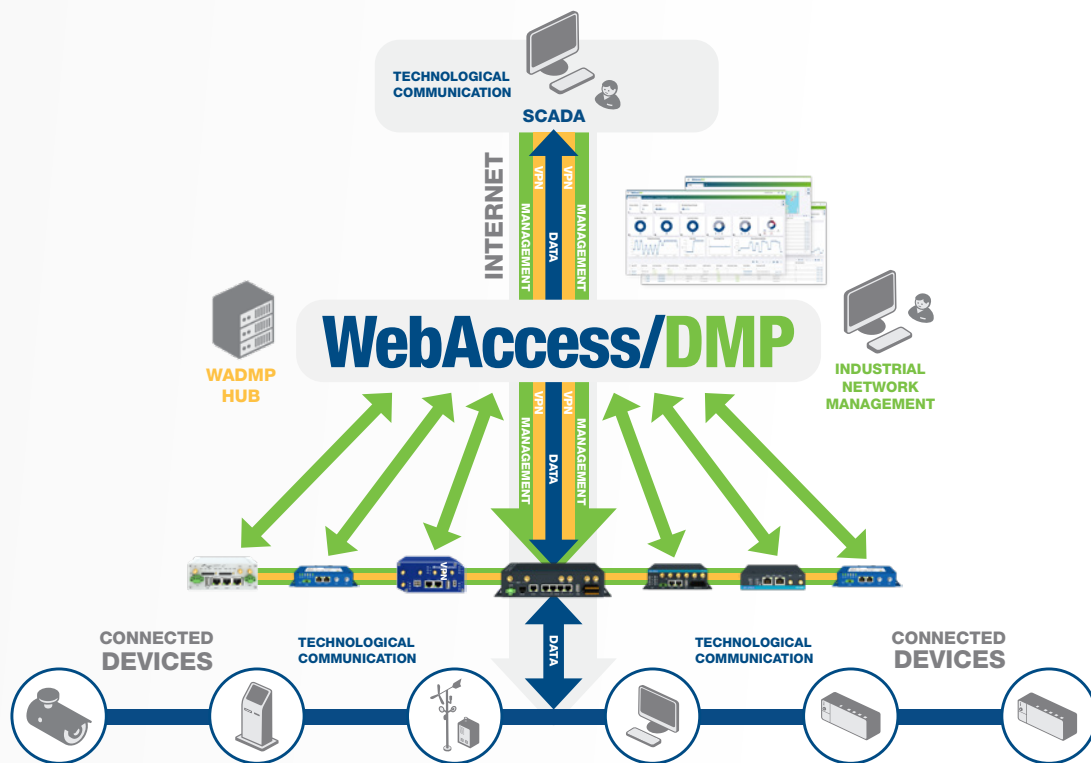 TECHNOLOGICAL
COMMUNICATION
SCADA
INTERNET
MANAGEMENT
VPN
DATA
VPN
MANAGEMENT
WebAccess/DMP
WADMP
HUB
INDUSTRIAL
NETWORK
MANAGEMENT
MANAGEMENT
VPN
DATA
VPN
MANAGEMENT
VPN
CONNECTED
DEVICES
TECHNOLOGICAL
COMMUNICATION
DATA
TECHNOLOGICAL
COMMUNICATION
CONNECTED
DEVICES